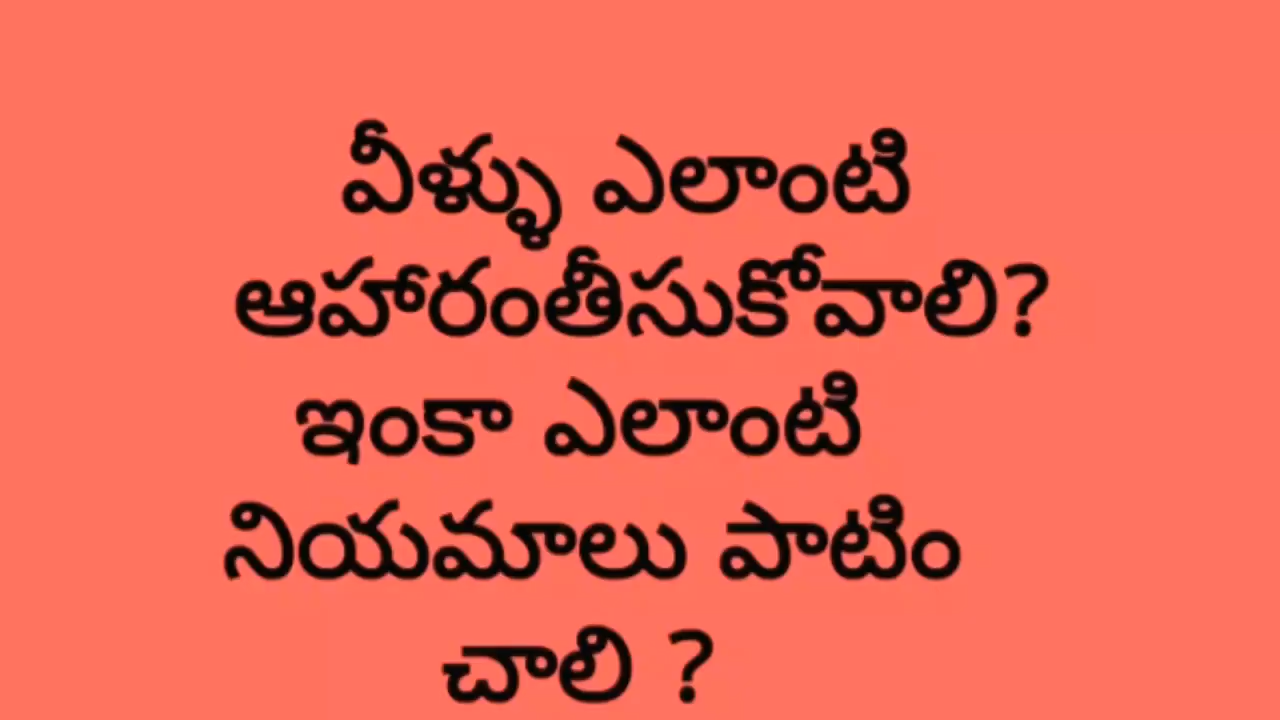 వీళ్ళు ఎలాంటి
ఆహారంతీసుకోవాలి?
ఇంకా ఎలాంటి
నియమాలు పాటిం
చాలి ?